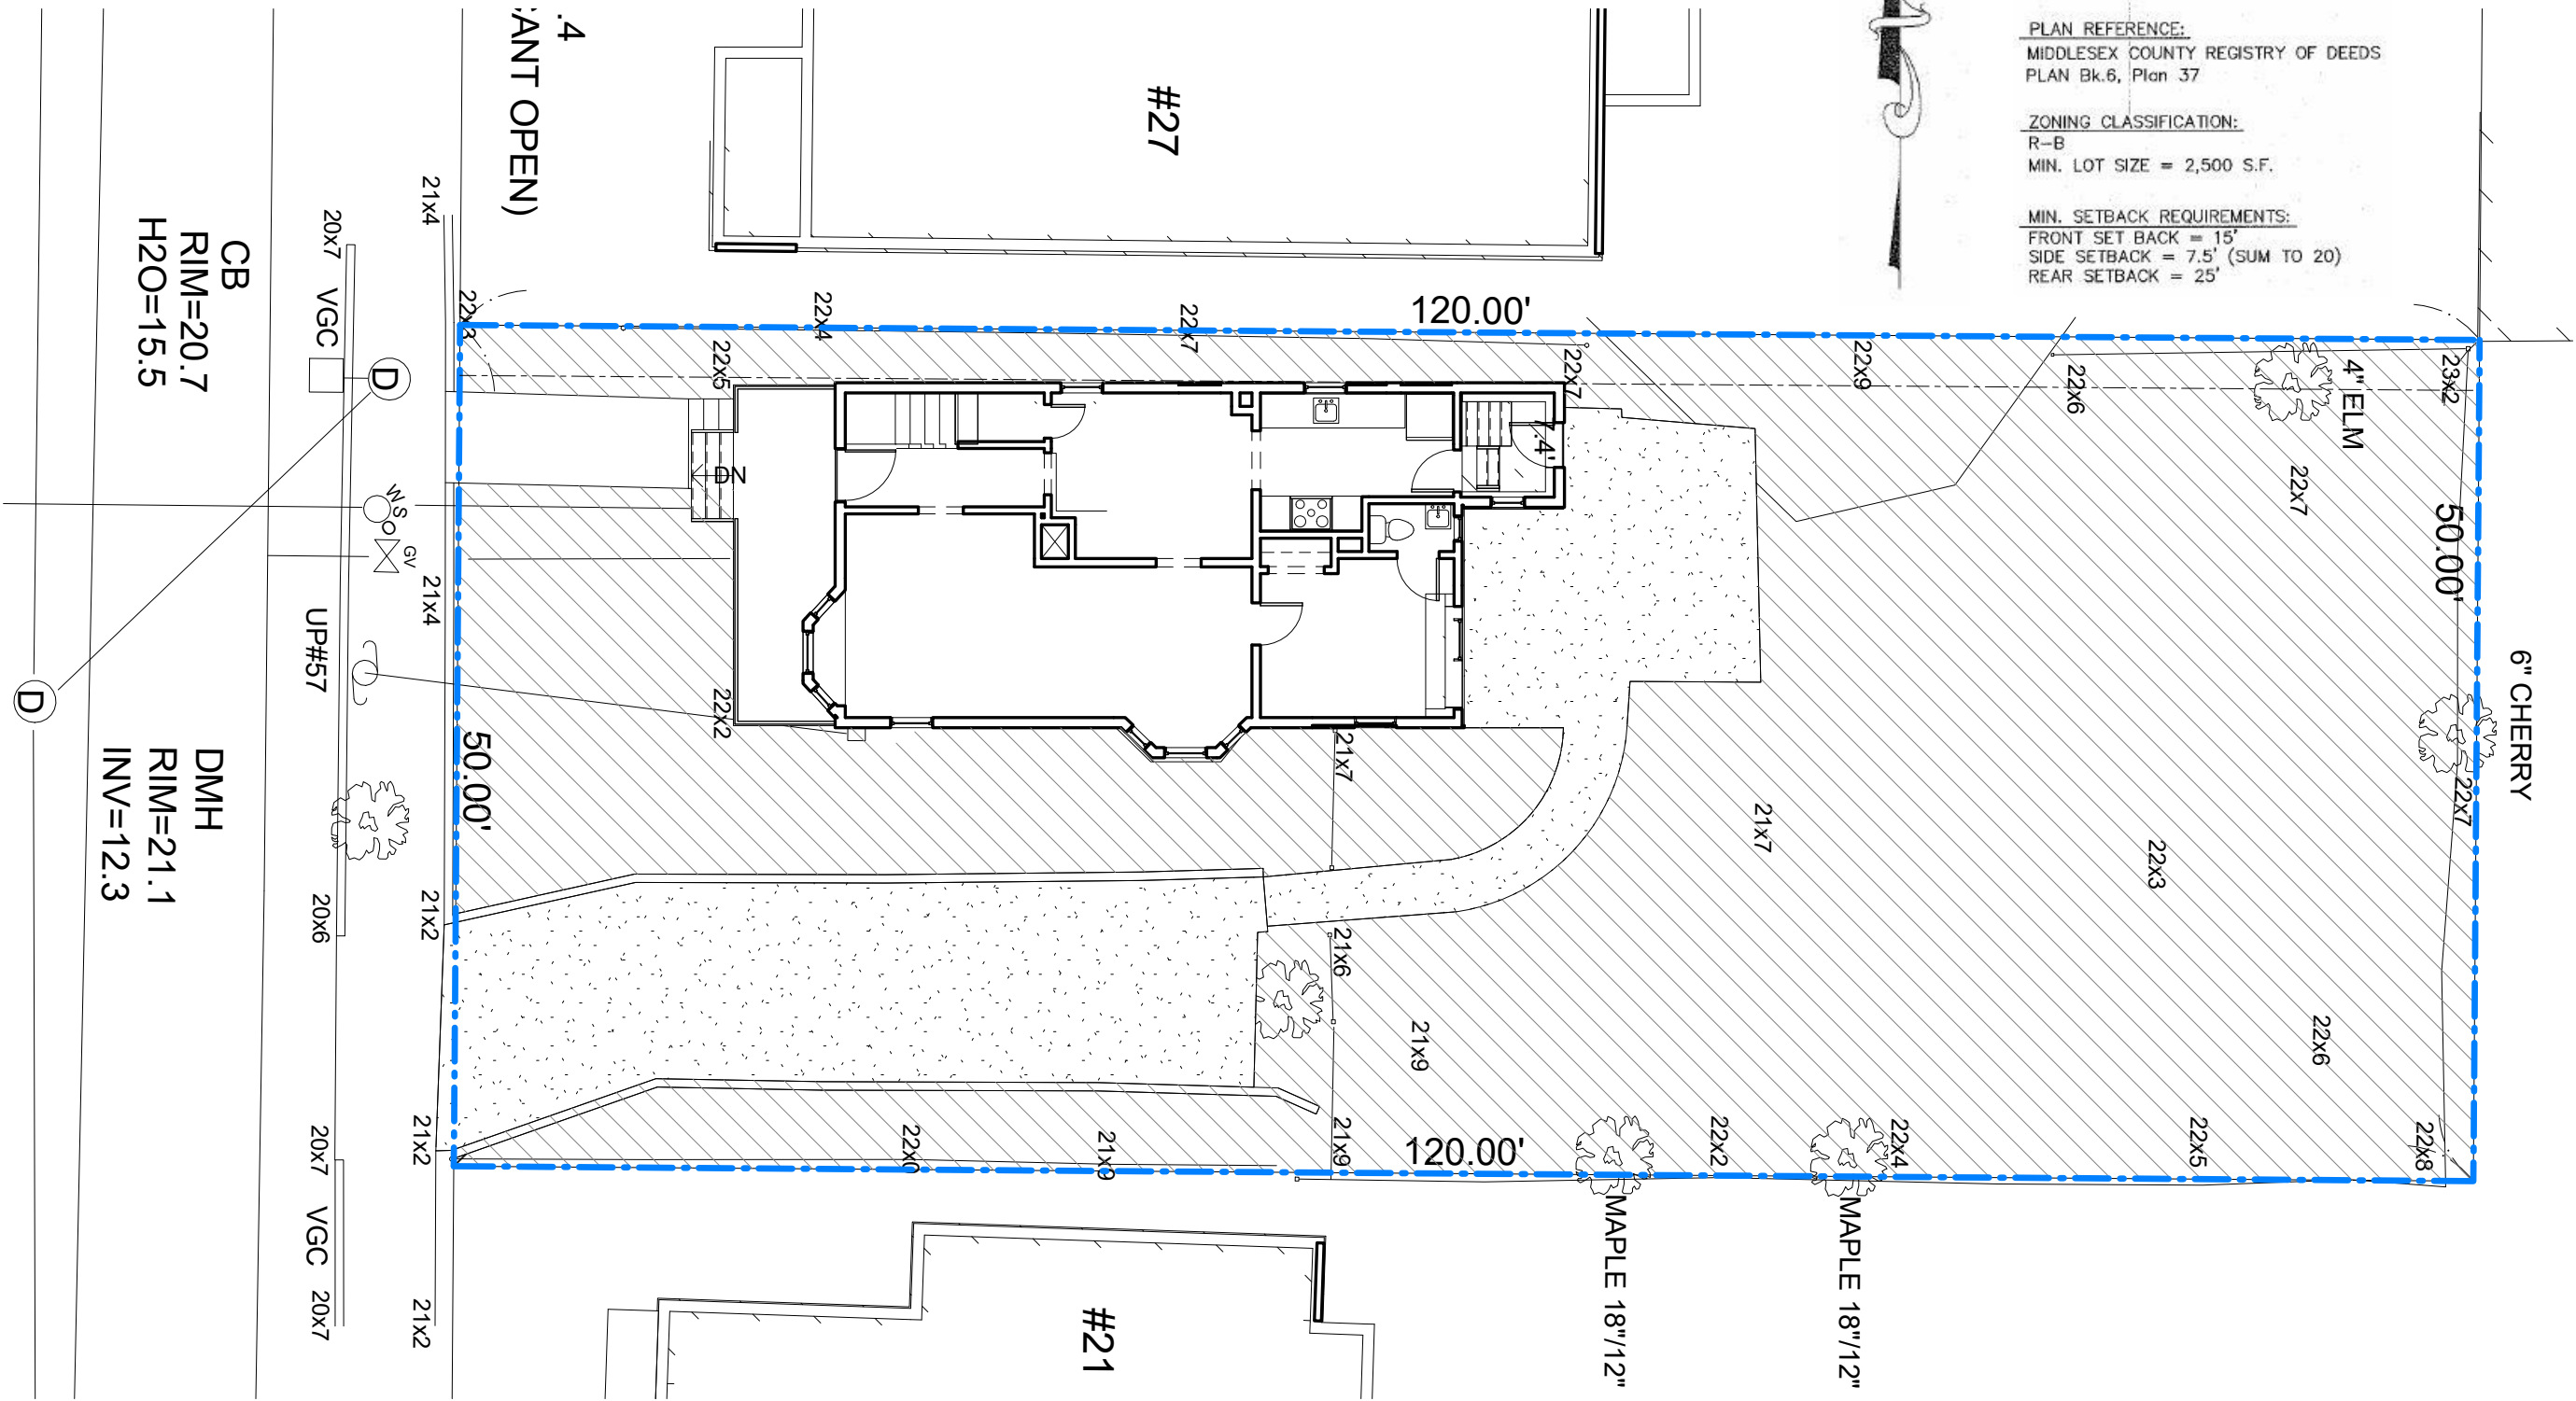 PLAN REFERENCE:
MIDDLESEX COUNTY REGISTRY OF DEEDS
PLAN Bk.6, Plan 37
ZONING CLASSIFICATION:
R-B
MIN. LOT SIZE = 2,500 S.F.
MIN. SETBACK REQUIREMENTS:
FRONT SET BACK = 15'
SIDE SETBACK = 7.5' (SUM TO 20)
REAR SETBACK = 25'
.4
CANT OPEN)
#27
21x4
20x7 VGC
CB
RIM=20.7
H2O=15.5
D
22x3
22x4
22x5
22x7
120.00'
22x7
22x9
22x6
4" ELM
23x2
22x7
50.00'
7.4'
DN
W
S
GV
21x4
UP#57
D
22x2
50.00'
DMH
RIM=21.1
INV=12.3
6" CHERRY
22x7
21x7
21x7
22x3
20x6
21x2
21x6
21x9
22x6
20x7 VGC 20x7
21x2
21x2
22x0
21x9
21x9
120.00'
22x2
22x4
22x5
22x8
MAPLE 18"/12"
MAPLE 18"/12"
#21